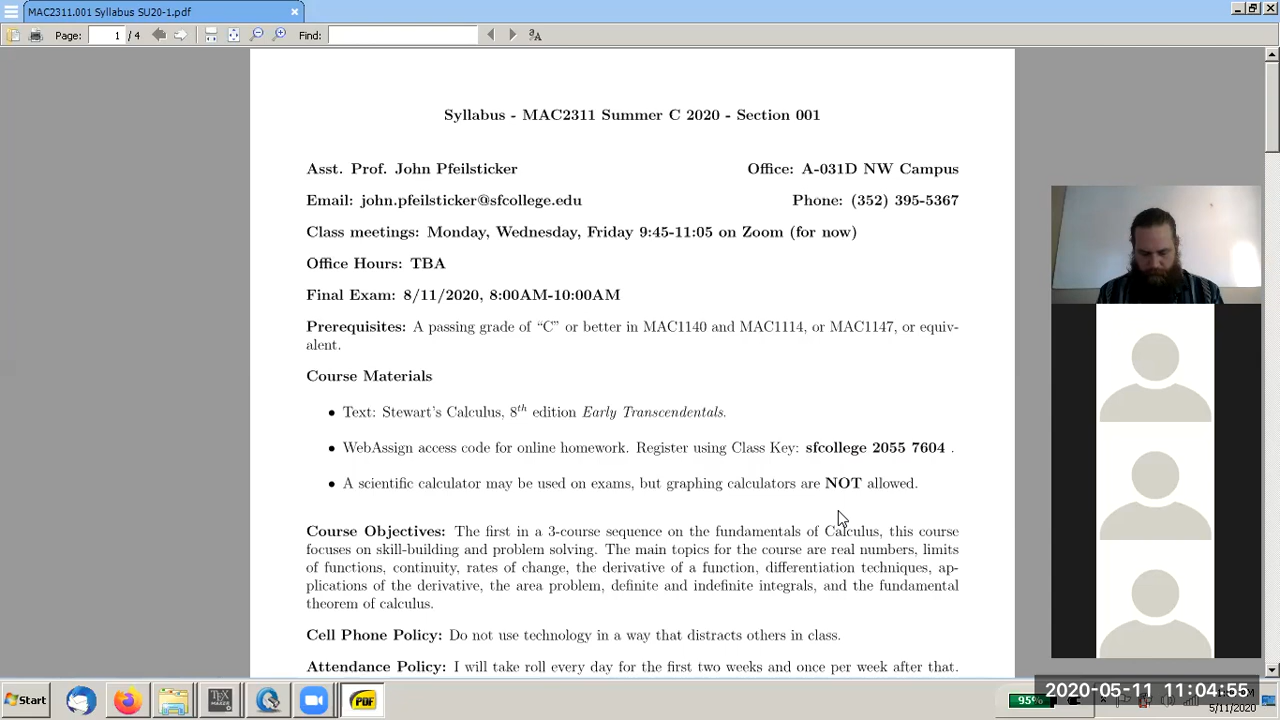 MAC2311.001 Syllabus SU20-1.pdf
Page: 1 / 4 Find:
Syllabus - MAC2311 Summer C 2020 - Section 001
Asst. Prof. John Pfeilsticker Office: A-031D NW Campus
Email: john.pfeilsticker@sfcollege.edu Phone: (352) 395-5367
Class meetings: Monday, Wednesday, Friday 9:45-11:05 on Zoom (for now)
Office Hours: TBA
Final Exam: 8/11/2020, 8:00AM-10:00AM
Prerequisites: A passing grade of “C” or better in MAC1140 and MAC1114, or MAC1147, or equiv-
alent.
Course Materials
• Text: Stewart's Calculus, 8th edition Early Transcendentals.
• WebAssign access code for online homework. Register using Class Key: sfcollege 2055 7604 .
• A scientific calculator may be used on exams, but graphing calculators are NOT allowed.
Course Objectives: The first in a 3-course sequence on the fundamentals of Calculus, this course
focuses on skill-building and problem solving. The main topics for the course are real numbers, limits
of functions, continuity, rates of change, the derivative of a function, differentiation techniques, ap-
plications of the derivative, the area problem, definite and indefinite integrals, and the fundamental
theorem of calculus.
Cell Phone Policy: Do not use technology in a way that distracts others in class.
Attendance Policy: I will take roll every day for the first two weeks and once per week after that.
Start
TEX
PDF
95%
2020-05-11 11:04:55
5/11/2020